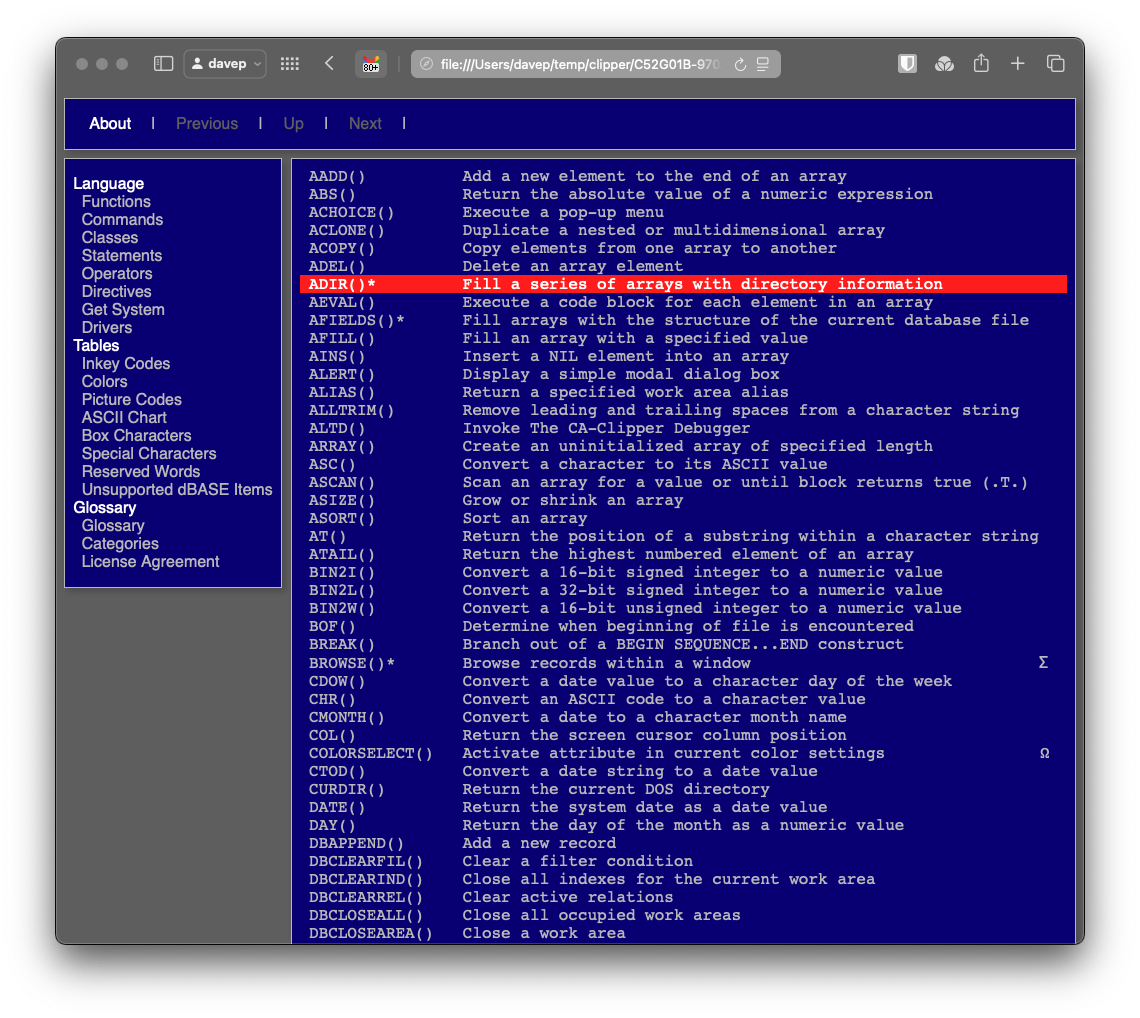 davep
80+
file:///Users/davep/temp/clipper/C52G01B-970
About | Previous | Up | Next |
Language
Functions
Commands
Classes
Statements
Operators
Directives
Get System
Drivers
Tables
Inkey Codes
Colors
Picture Codes
ASCII Chart
Box Characters
Special Characters
Reserved Words
Unsupported dBASE Items
Glossary
Glossary
Categories
License Agreement
AADD() Add a new element to the end of an array
ABS() Return the absolute value of a numeric expression
ACHOICE() Execute a pop-up menu
ACLONE() Duplicate a nested or multidimensional array
ACOPY() Copy elements from one array to another
ADEL() Delete an array element
ADIR()* Fill a series of arrays with directory information
AEVAL() Execute a code block for each element in an array
AFIELDS()* Fill arrays with the structure of the current database file
AFILL() Fill an array with a specified value
AINS() Insert a NIL element into an array
ALERT() Display a simple modal dialog box
ALIAS() Return a specified work area alias
ALLTRIM() Remove leading and trailing spaces from a character string
ALTD() Invoke The CA-Clipper Debugger
ARRAY() Create an uninitialized array of specified length
ASC() Convert a character to its ASCII value
ASCAN() Scan an array for a value or until block returns true (.T.)
ASIZE() Grow or shrink an array
ASORT() Sort an array
AT() Return the position of a substring within a character string
ATAIL() Return the highest numbered element of an array
BIN2I() Convert a 16-bit signed integer to a numeric value
BIN2L() Convert a 32-bit signed integer to a numeric value
BIN2W() Convert a 16-bit unsigned integer to a numeric value
BOF() Determine when beginning of file is encountered
BREAK() Branch out of a BEGIN SEQUENCE...END construct
BROWSE()* Browse records within a window Σ
CDOW() Convert a date value to a character day of the week
CHR() Convert an ASCII code to a character value
CMONTH() Convert a date to a character month name
COL() Return the screen cursor column position
COLORSELECT() Activate attribute in current color settings Ω
CTOD() Convert a date string to a date value
CURDIR() Return the current DOS directory
DATE() Return the system date as a date value
DAY() Return the day of the month as a numeric value
DBAPPEND() Add a new record
DBCLEARFIL() Clear a filter condition
DBCLEARIND() Close all indexes for the current work area
DBCLEARREL() Clear active relations
DBCLOSEALL() Close all occupied work areas
DBCLOSEAREA() Close a work area